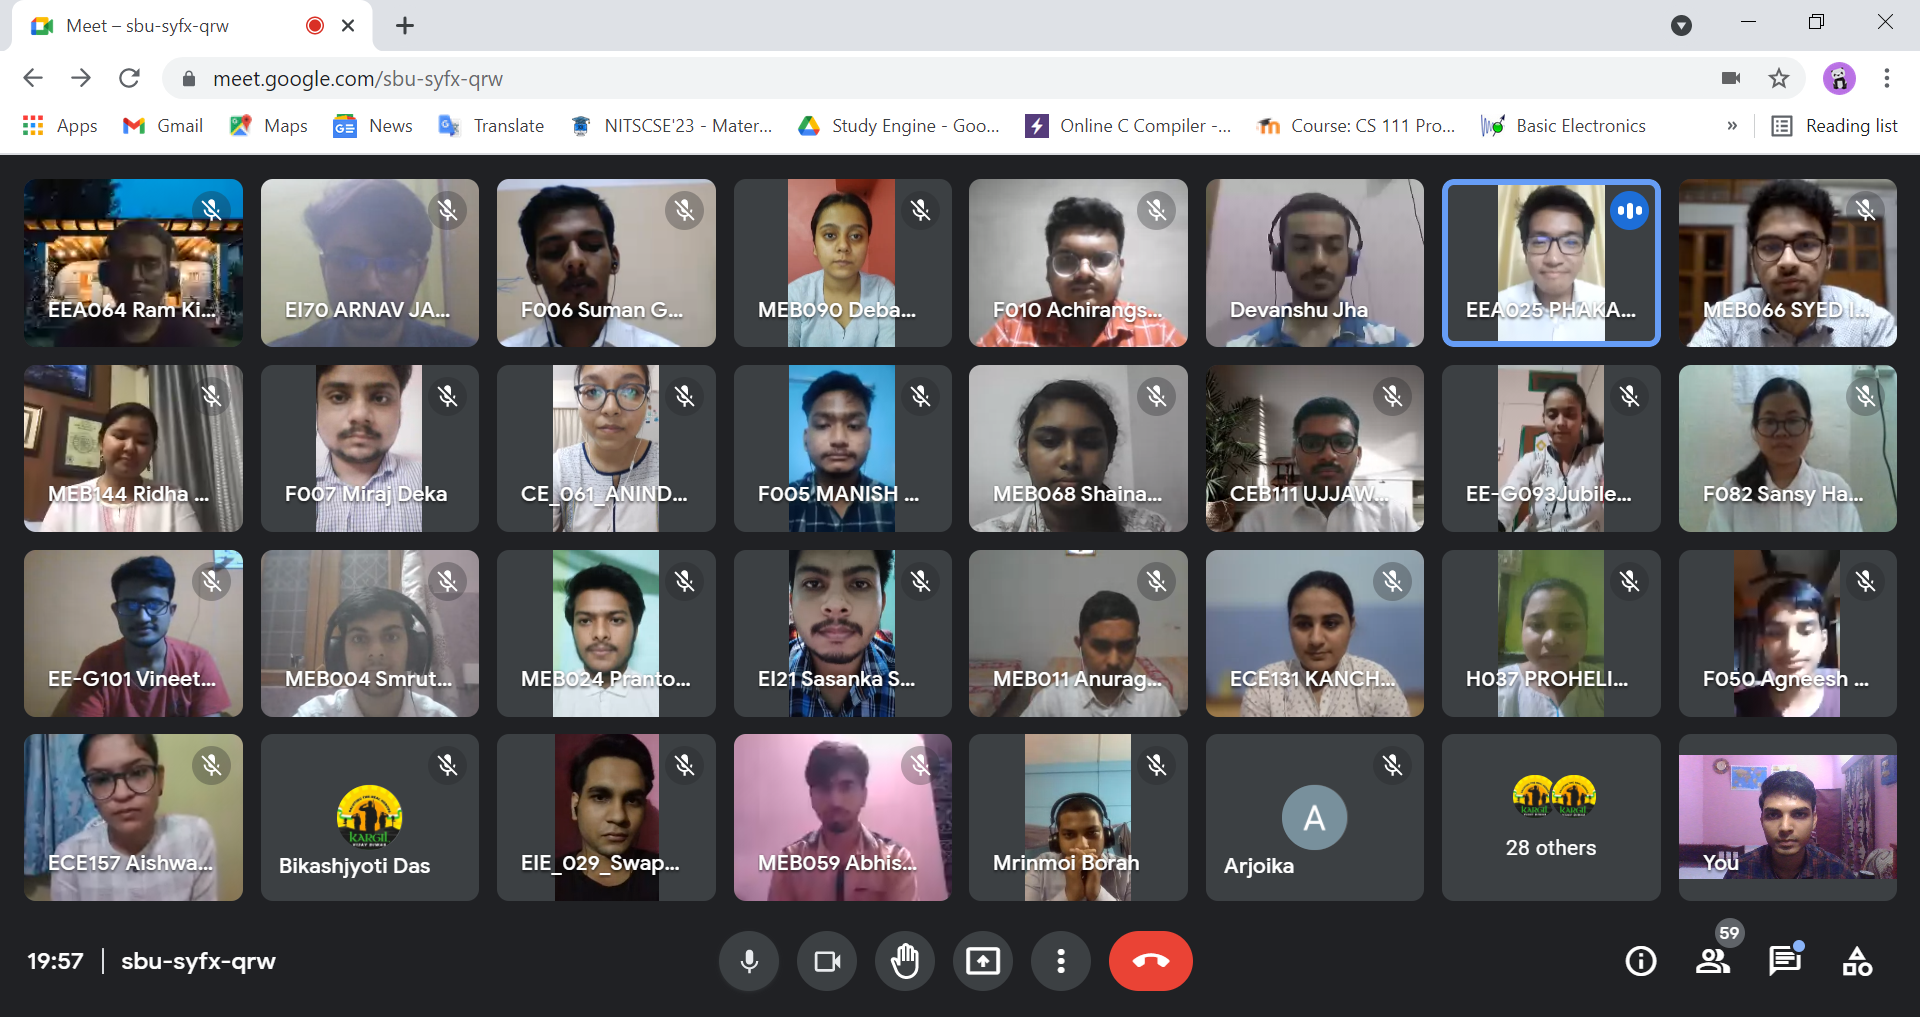 Meet – sbu-syfx-qrw
meet.google.com/sbu-syfx-qrw
Apps Gmail Maps News Translate NITSCSE'23 - Mater... Study Engine - Goo... Online C Compiler -... Course: CS 111 Pro... Basic Electronics » Reading list
EEA064 Ram Ki... EI70 ARNAV JA... F006 Suman G... MEB090 Deba... F010 Achirangs... Devanshu Jha EEA025 PHAKA... MEB066 SYED I...
MEB144 Ridha ... F007 Miraj Deka CE_061_ANIND... F005 MANISH ... MEB068 Shaina... CEB111 UJJAW... EE-G093Jubile... F082 Sansy Ha...
EE-G101 Vineet... MEB004 Smrut... MEB024 Pranto... EI21 Sasanka S... MEB011 Anurag... ECE131 KANCH... H037 PROHELI... F050-Agneesh ...
KARGIL
KARGIL KARGIL
A
28 others
ECE157 Aishwa... Bikashjyoti Das EIE_029_Swap... MEB059 Abhis... Mrinmoi Borah Arjoika You
59
19:57 | sbu-syfx-qrw